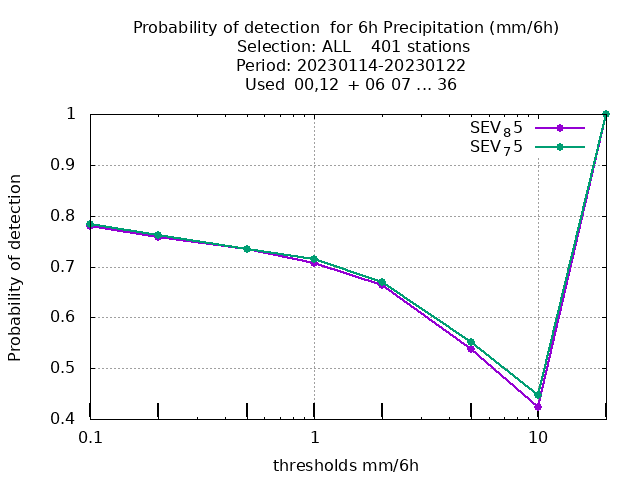 Probability of detection for 6h Precipitation (mm/6h)
Selection: ALL 401 stations
Period: 20230114-20230122
Used 00,12 + 06 07 ... 36
1
0.9
0.8
0.7
0.6
0.5
0.4
Probability of detection
SEV₈5
SEV₇5
0.1 1 10
thresholds mm/6h